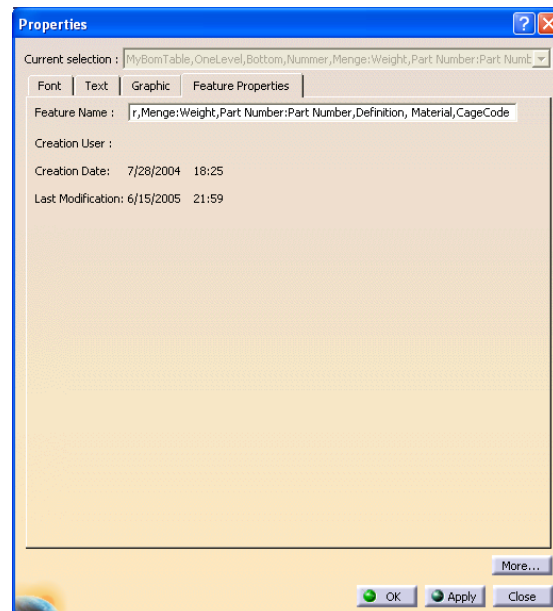 Properties
Current selection : MyBomTable,OneLevel,Bottom,Nummer,Menge:Weight,Part Number:Part Numb
Font Text Graphic Feature Properties
Feature Name : r,Menge:Weight,Part Number:Part Number,Definition, Material,CageCode
Creation User :
Creation Date: 7/28/2004 18:25
Last Modification: 6/15/2005 21:59
More...
OK Apply Close